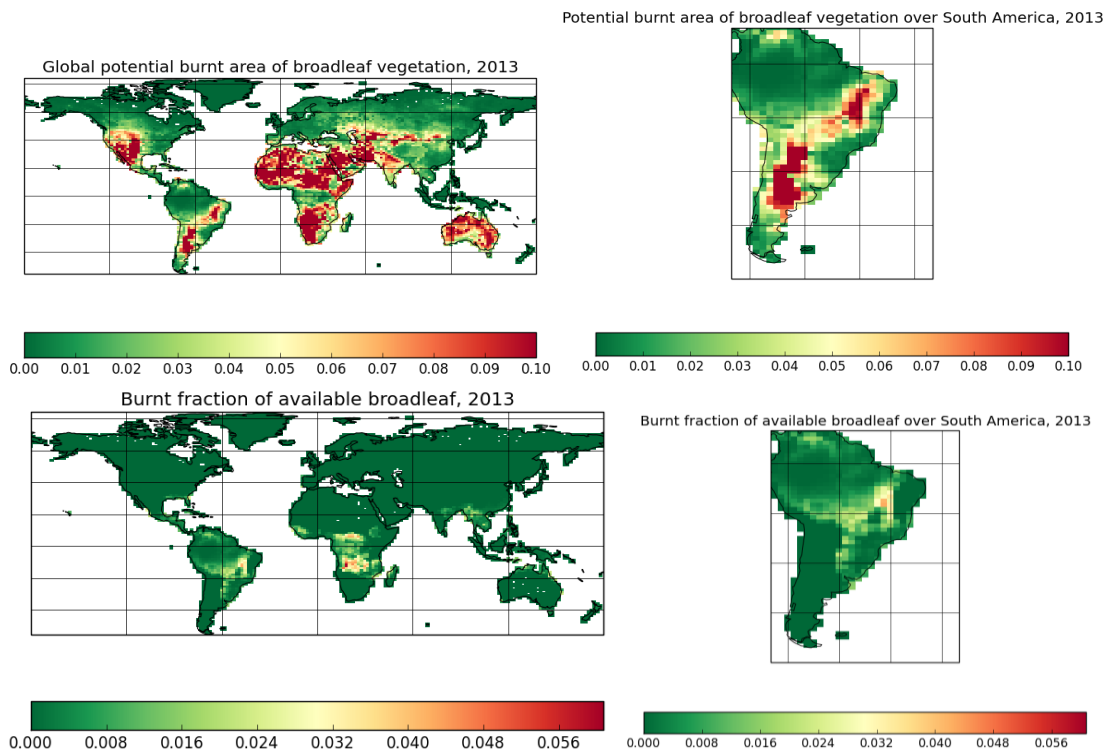 Potential burnt area of broadleaf vegetation over South America, 2013
Global potential burnt area of broadleaf vegetation, 2013
0.00 0.01 0.02 0.03 0.04 0.05 0.06 0.07 0.08 0.09 0.10
0.00 0.01 0.02 0.03 0.04 0.05 0.06 0.07 0.08 0.09 0.10
Burnt fraction of available broadleaf, 2013
Burnt fraction of available broadleaf over South America, 2013
0.000 0.008 0.016 0.024 0.032 0.040 0.048 0.056
0.000 0.008 0.016 0.024 0.032 0.040 0.048 0.056